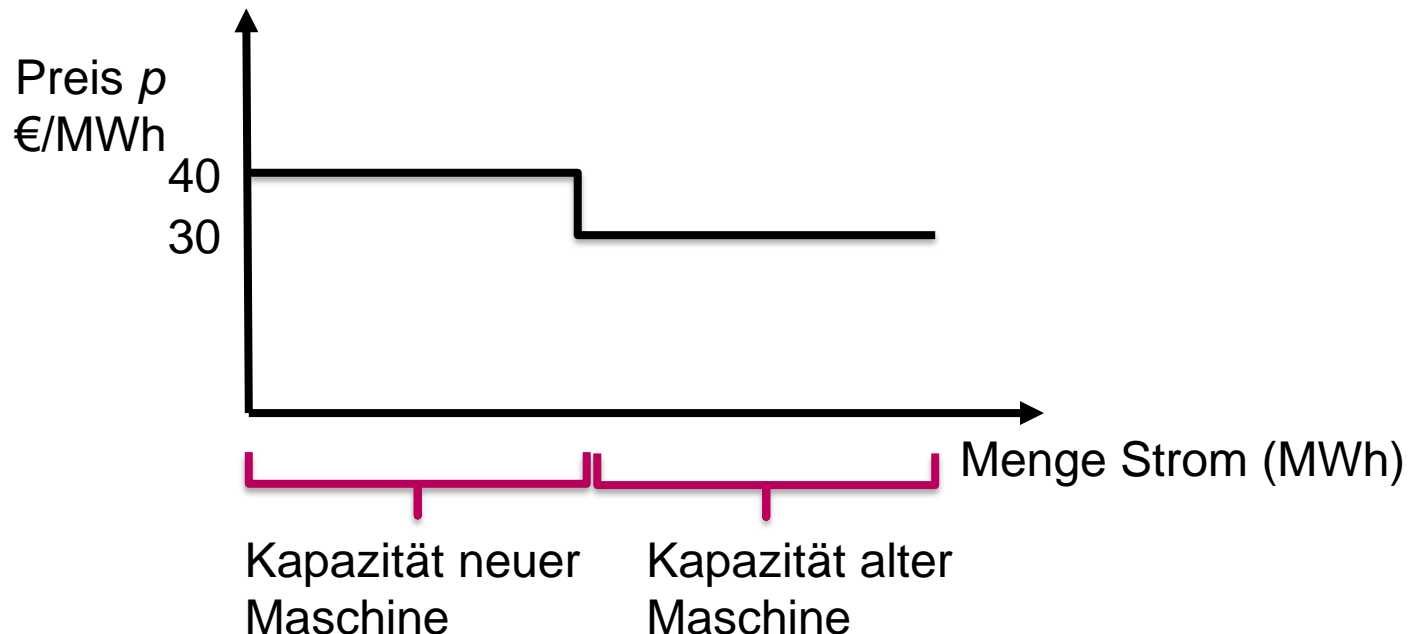 Preis p
€/MWh
40
30
Menge Strom (MWh)
Kapazität neuer
Maschine
Kapazität alter
Maschine